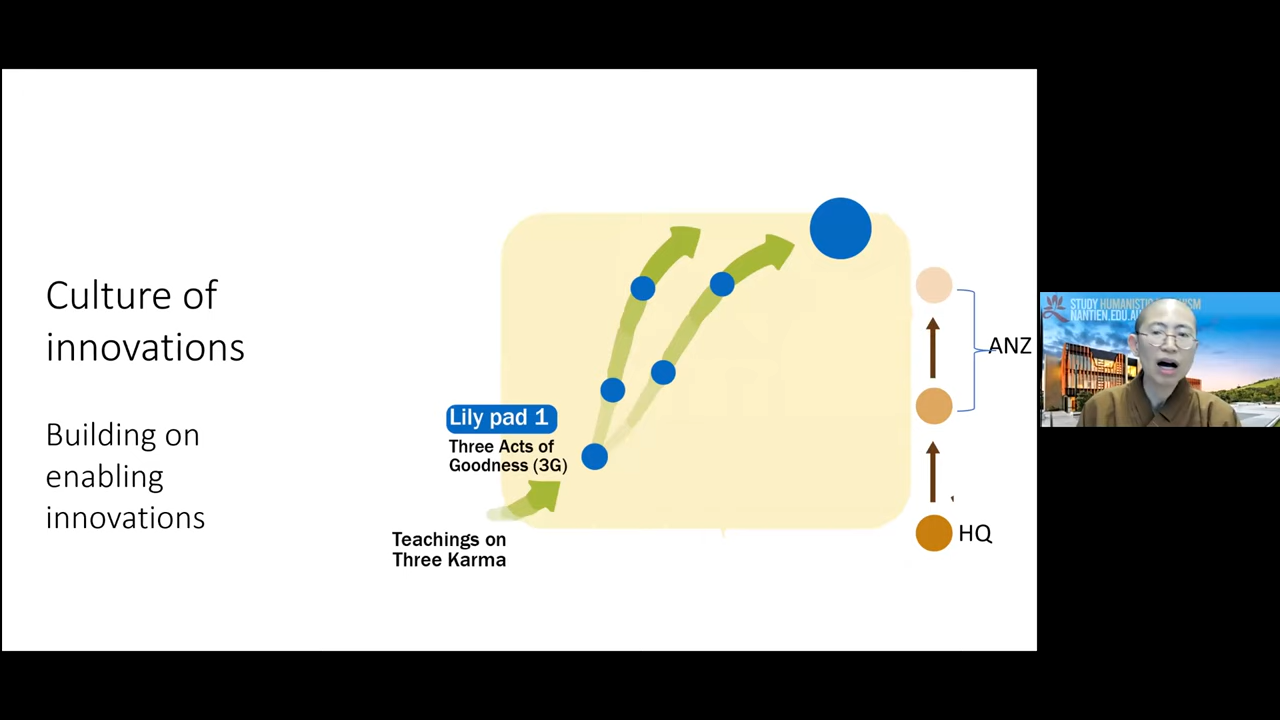 Culture of
innovations
Building on
enabling
innovations
Lily pad 1
Three Acts of
Goodness (3G)
Teachings on
Three Karma
ANZ
HQ
STUDY HUMANISTIC
NANTIEN.EDU.AU